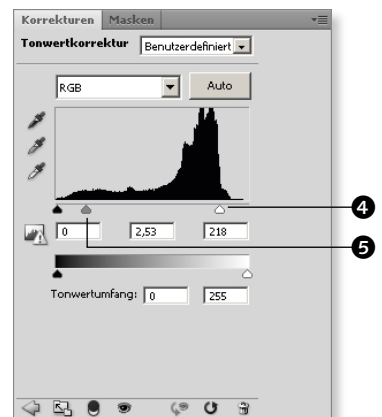 Korrekturen Masken
Tonwertkorrektur Benutzerdefiniert
RGB Auto
4
5
0 2,53 218
Tonwertumfang: 0 255